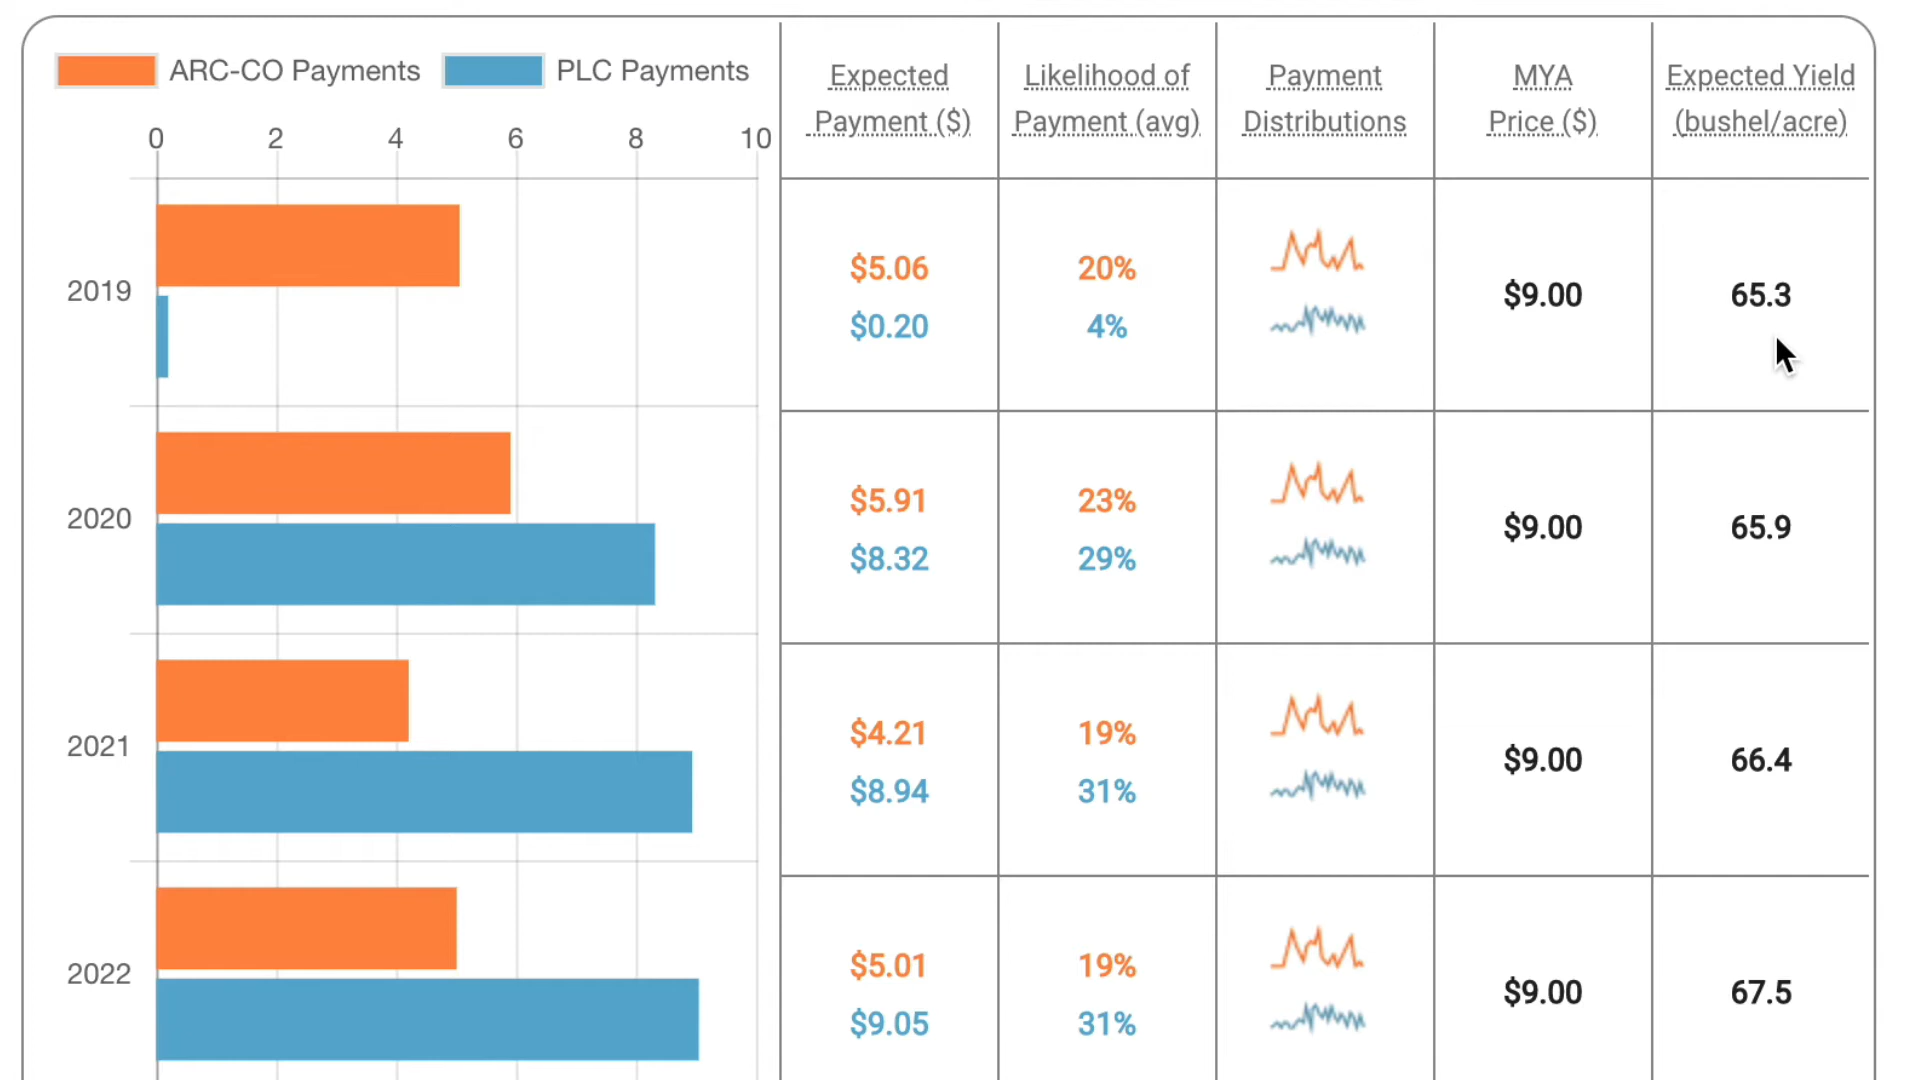 ARC-CO Payments PLC Payments
0 2 4 6 8 10
Expected Payment ($)
Likelihood of Payment (avg)
Payment Distributions
MYA Price ($)
Expected Yield (bushel/acre)
2019
$5.06 20%
$0.20 4%
$9.00 65.3
2020
$5.91 23%
$8.32 29%
$9.00 65.9
2021
$4.21 19%
$8.94 31%
$9.00 66.4
2022
$5.01 19%
$9.05 31%
$9.00 67.5